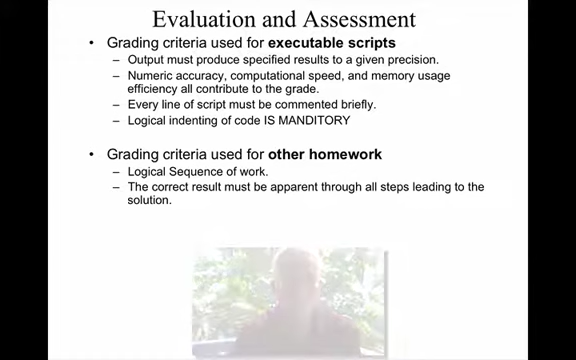 Evaluation and Assessment
• Grading criteria used for executable scripts
– Output must produce specified results to a given precision.
– Numeric accuracy, computational speed, and memory usage
efficiency all contribute to the grade.
– Every line of script must be commented briefly.
– Logical indenting of code IS MANDITORY
• Grading criteria used for other homework
– Logical Sequence of work.
– The correct result must be apparent through all steps leading to the
solution.